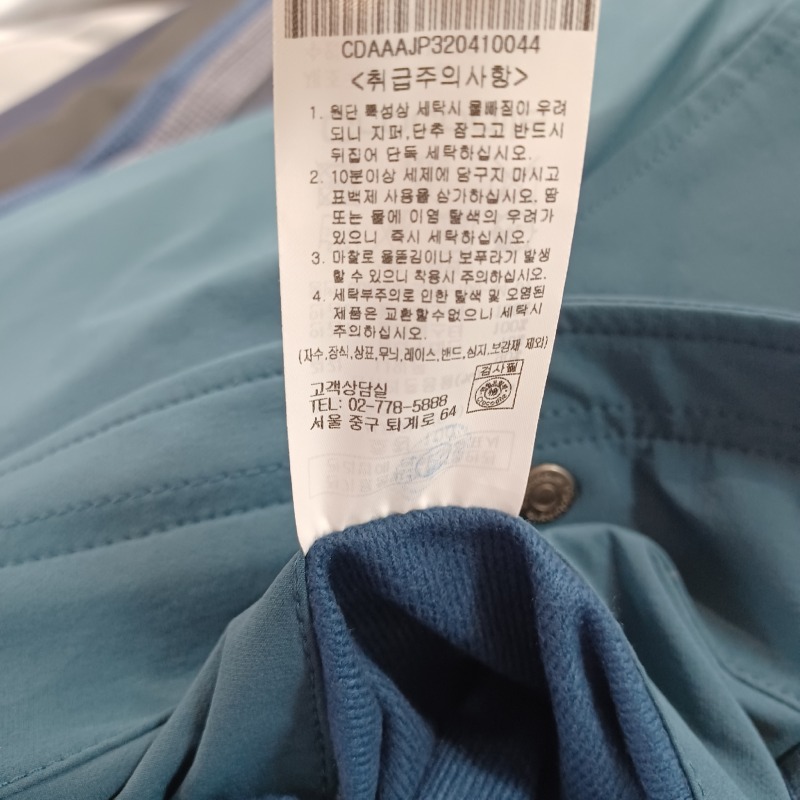 CDAAAJP320410044
<취급주의사항>
1. 원단 특성상 세탁시 물빠짐이 우려
되니 지퍼,단추 잠그고 반드시
뒤집어 단독 세탁하십시오.
2. 10분이상 세제에 담구지 마시고
표백제 사용을 삼가하십시오. 땀
또는 물에 이염 탈색의 우려가
있으니 즉시 세탁하십시오.
3. 마찰로 올뜯김이나 보푸라기 발생
할 수 있으니 착용시 주의하십시오.
4. 세탁부주의로 인한 탈색 및 오염된
제품은 교환할수없으니 세탁시
주의하십시오.
(자수,장식,상표,무늬,레이스,밴드,심지,보강재 제외)
검사필
고객상담실
TEL: 02-778-5888
서울 중구 퇴계로 64